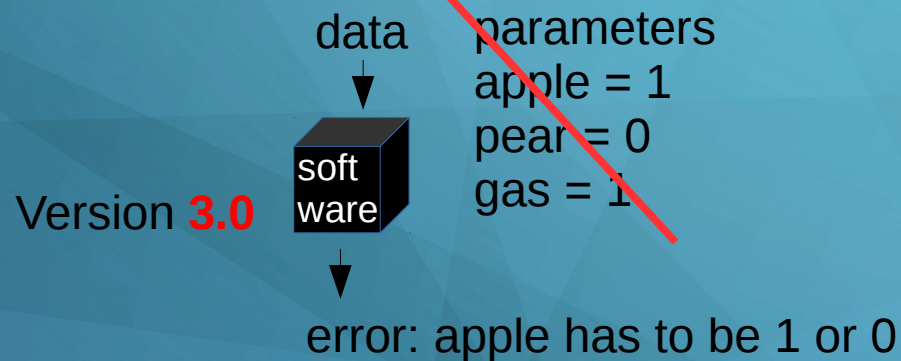 data
parameters
apple = 1
pear = 0
gas = 1
soft
ware
Version 3.0
error: apple has to be 1 or 0